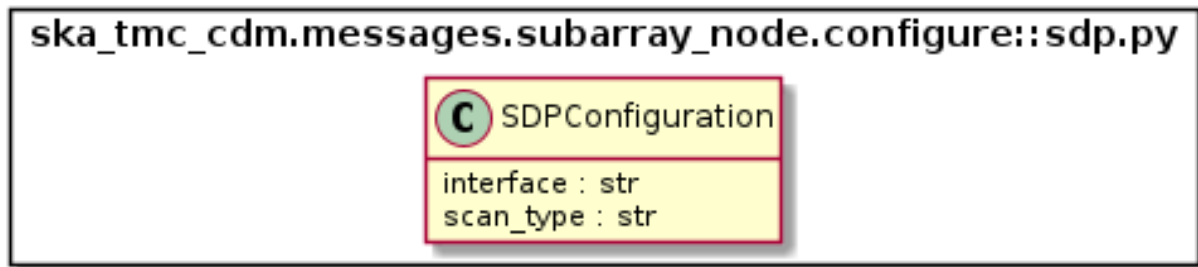 ska_tmc_cdm.messages.subarray_node.configure::sdp.py
C SDPConfiguration
interface : str
scan_type : str